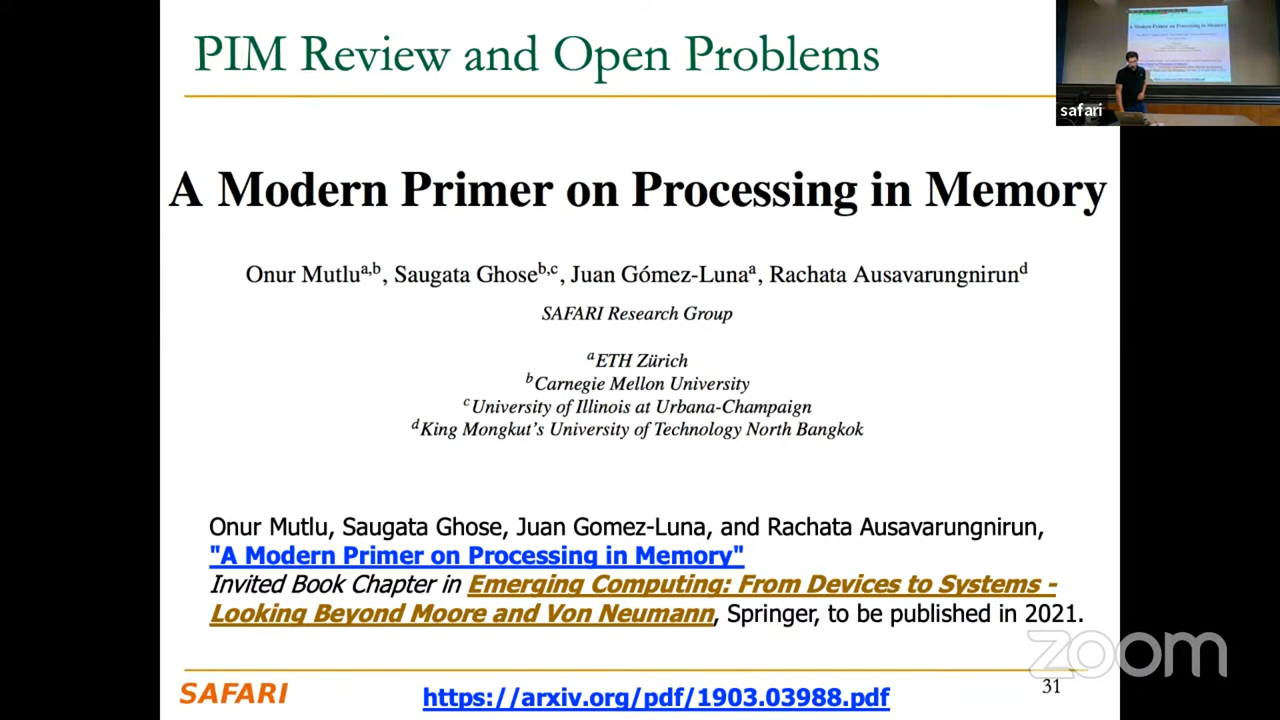 PIM Review and Open Problems
safari
A Modern Primer on Processing in Memory
Onur Mutluᵃ,ᵇ, Saugata Ghoseᵇ,ᶜ, Juan Gómez-Lunaᵃ, Rachata Ausavarungnirunᵈ
SAFARI Research Group
ᵃETH Zürich
ᵇCarnegie Mellon University
ᶜUniversity of Illinois at Urbana-Champaign
ᵈKing Mongkut's University of Technology North Bangkok
Onur Mutlu, Saugata Ghose, Juan Gomez-Luna, and Rachata Ausavarungnirun,
"A Modern Primer on Processing in Memory"
Invited Book Chapter in Emerging Computing: From Devices to Systems -
Looking Beyond Moore and Von Neumann, Springer, to be published in 2021.
zoom
SAFARI
https://arxiv.org/pdf/1903.03988.pdf
31